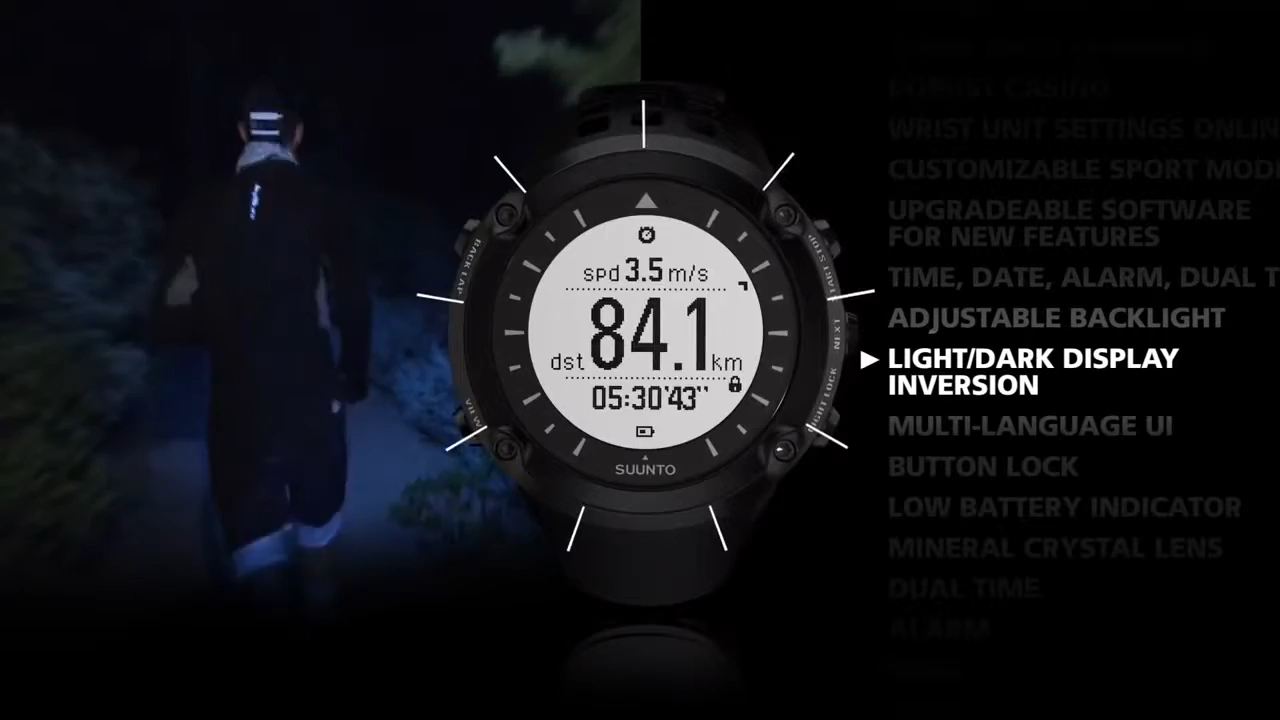 spd 3.5 m/s
dst 84.1 km
05:30'43"
SUUNTO
BACK LAP
VIEW
START STOP
NEXT
LIGHT LOCK
WRIST UNIT SETTINGS ONLIN
CUSTOMIZABLE SPORT MOD
UPGRADEABLE SOFTWARE
FOR NEW FEATURES
TIME, DATE, ALARM, DUAL T
ADJUSTABLE BACKLIGHT
LIGHT/DARK DISPLAY
INVERSION
MULTI-LANGUAGE UI
BUTTON LOCK
LOW BATTERY INDICATOR
MINERAL CRYSTAL LENS
DUAL TIME
ALARM